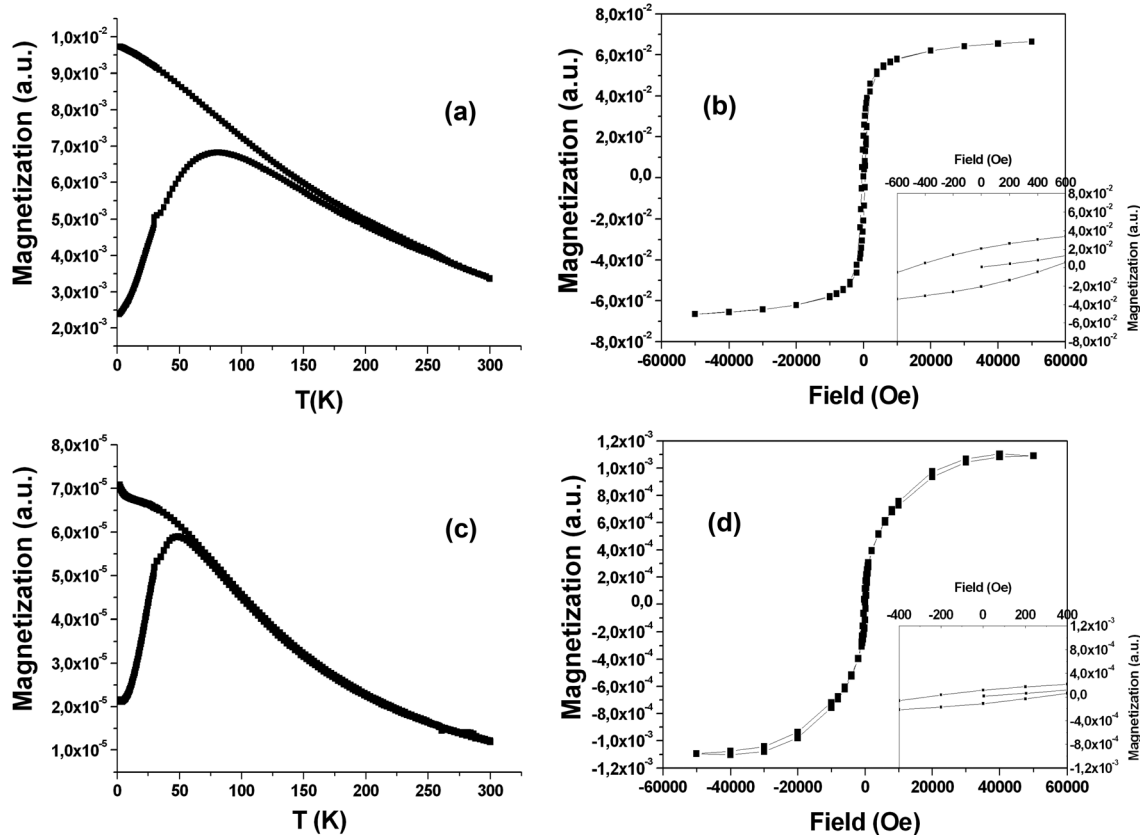 Magnetization (a.u.)
1,0x10⁻²
9,0x10⁻³
8,0x10⁻³
7,0x10⁻³
6,0x10⁻³
5,0x10⁻³
4,0x10⁻³
3,0x10⁻³
2,0x10⁻³
(a)
0 50 100 150 200 250 300
T(K)
Magnetization (a.u.)
8,0x10⁻²
6,0x10⁻²
4,0x10⁻²
2,0x10⁻²
0,0
-2,0x10⁻²
-4,0x10⁻²
-6,0x10⁻²
-8,0x10⁻²
(b)
-60000 -40000 -20000 0 20000 40000 60000
Field (Oe)
Field (Oe)
-600 -400 -200 0 200 400 600
8,0x10⁻²
6,0x10⁻²
4,0x10⁻²
2,0x10⁻²
0,0
-2,0x10⁻²
-4,0x10⁻²
-6,0x10⁻²
-8,0x10⁻²
Magnetization (a.u.)
Magnetization (a.u.)
8,0x10⁻⁵
7,0x10⁻⁵
6,0x10⁻⁵
5,0x10⁻⁵
4,0x10⁻⁵
3,0x10⁻⁵
2,0x10⁻⁵
1,0x10⁻⁵
(c)
0 50 100 150 200 250 300
T (K)
Magnetization (a.u.)
1,2x10⁻³
1,0x10⁻³
8,0x10⁻⁴
6,0x10⁻⁴
4,0x10⁻⁴
2,0x10⁻⁴
0,0
-2,0x10⁻⁴
-4,0x10⁻⁴
-6,0x10⁻⁴
-8,0x10⁻⁴
-1,0x10⁻³
-1,2x10⁻³
(d)
-60000 -40000 -20000 0 20000 40000 60000
Field (Oe)
Field (Oe)
-400 -200 0 200 400
1,2x10⁻³
8,0x10⁻⁴
4,0x10⁻⁴
0,0
-4,0x10⁻⁴
-8,0x10⁻⁴
-1,2x10⁻³
Magnetization (a.u.)